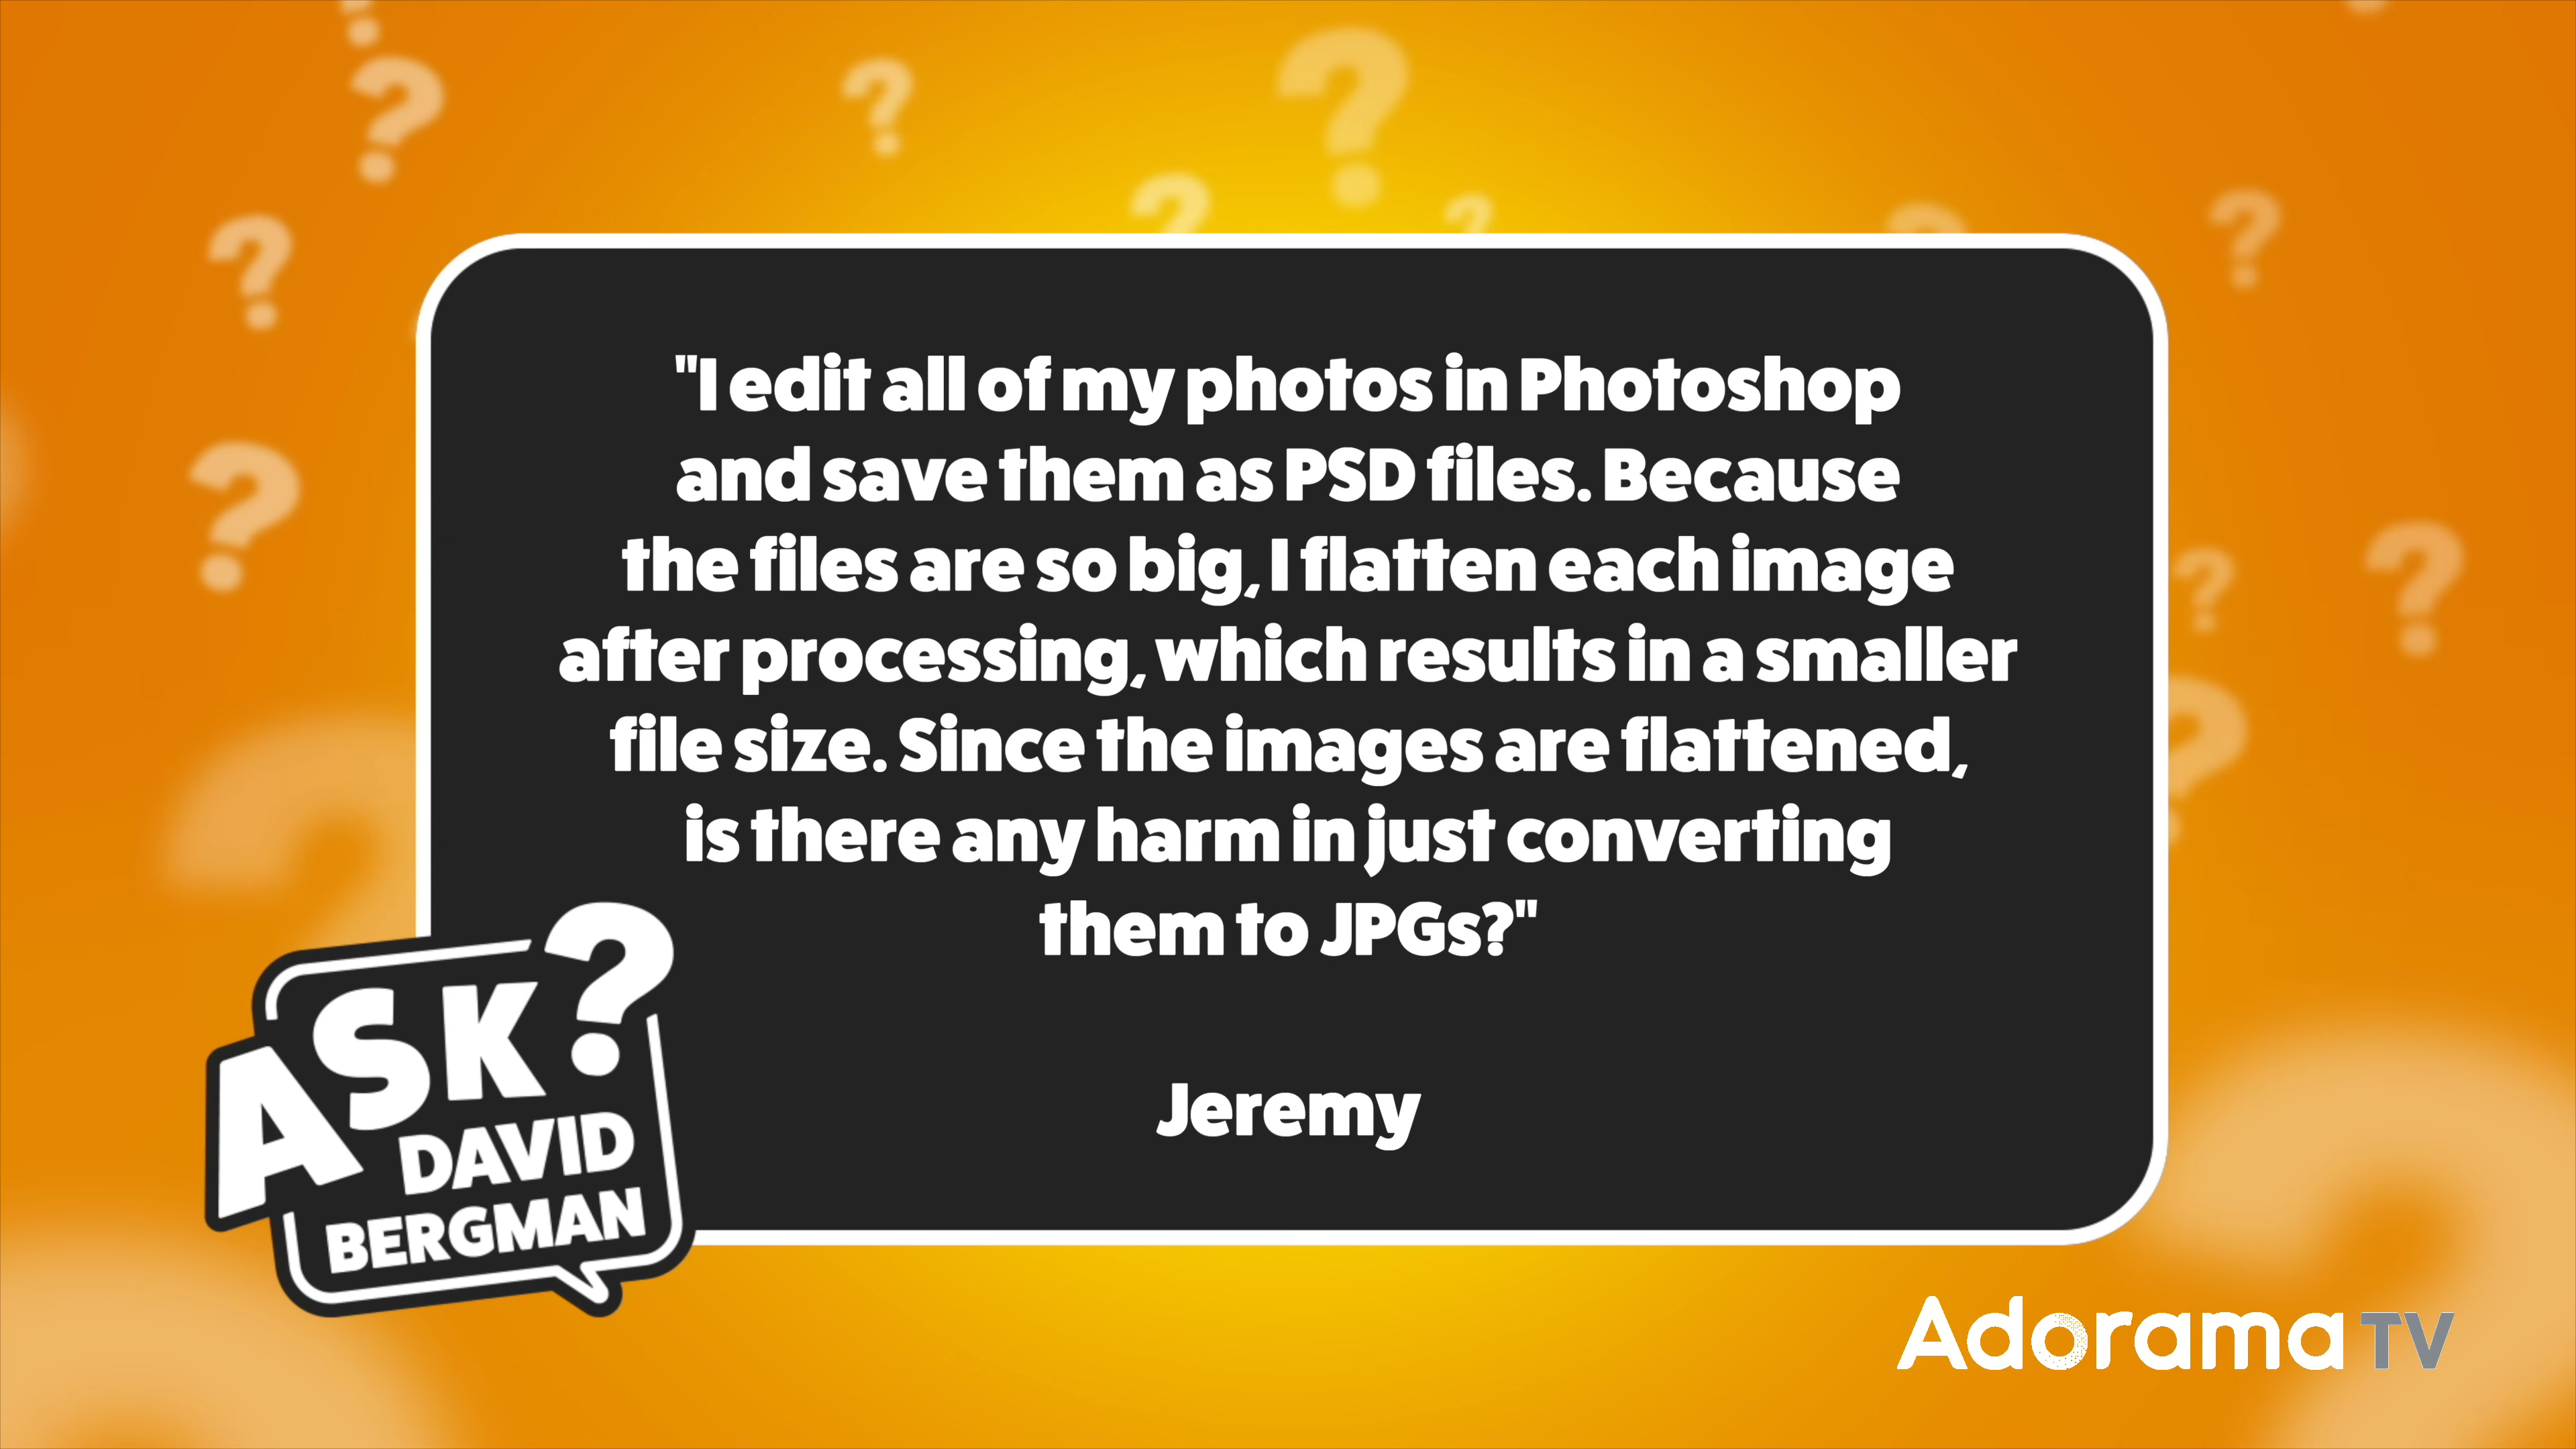 "I edit all of my photos in Photoshop
and save them as PSD files. Because
the files are so big, I flatten each image
after processing, which results in a smaller
file size. Since the images are flattened,
is there any harm in just converting
them to JPGs?"
Jeremy
ASK?
DAVID
BERGMAN
Adorama TV